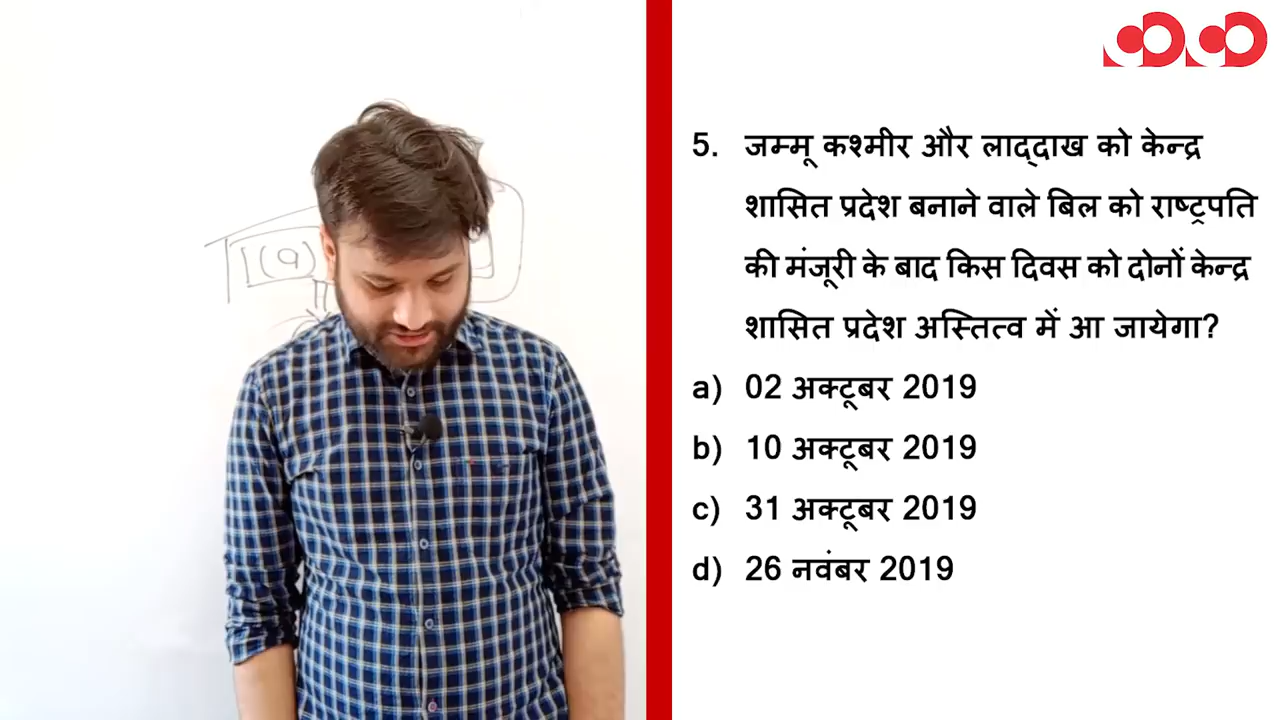 1(a)
5. जम्मू कश्मीर और लाद्दाख को केन्द्र
शासित प्रदेश बनाने वाले बिल को राष्ट्रपति
की मंजूरी के बाद किस दिवस को दोनों केन्द्र
शासित प्रदेश अस्तित्व में आ जायेगा?
a) 02 अक्टूबर 2019
b) 10 अक्टूबर 2019
c) 31 अक्टूबर 2019
d) 26 नवंबर 2019